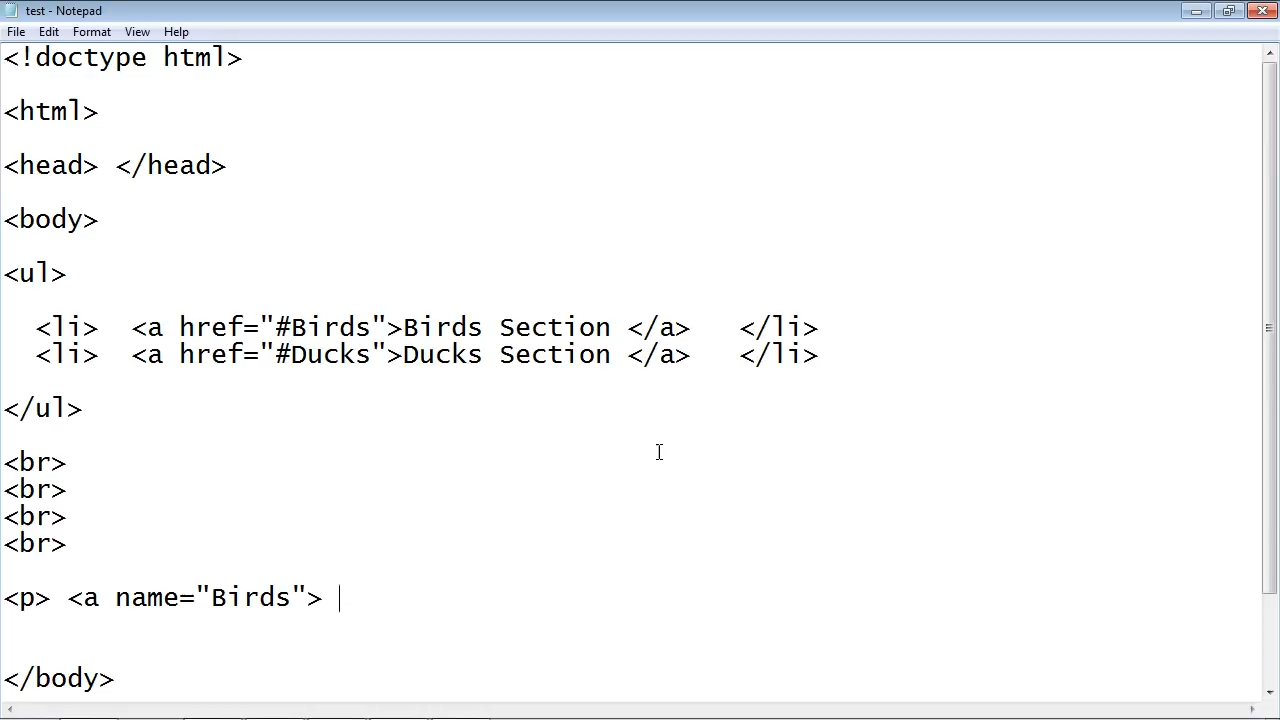 test - Notepad
File Edit Format View Help
<!doctype html>
<html>
<head> </head>
<body>
<ul>
<li> <a href="#Birds">Birds Section </a> </li>
<li> <a href="#Ducks">Ducks Section </a> </li>
</ul>
<br>
<br>
<br>
<br>
<p> <a name="Birds">
</body>